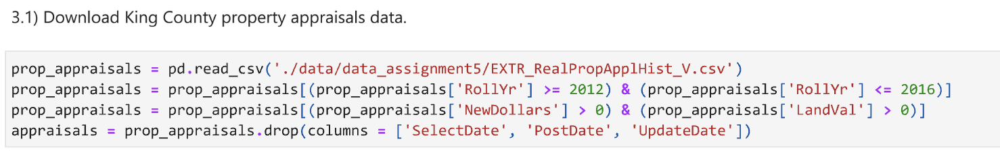 3.1) Download King County property appraisals data.
prop_appraisals = pd.read_csv('./data/data_assignment5/EXTR_RealPropApplHist_V.csv')
prop_appraisals = prop_appraisals[(prop_appraisals['RollYr'] >= 2012) & (prop_appraisals['RollYr'] <= 2016)]
prop_appraisals = prop_appraisals[(prop_appraisals['NewDollars'] > 0) & (prop_appraisals['LandVal'] > 0)]
appraisals = prop_appraisals.drop(columns = ['SelectDate', 'PostDate', 'UpdateDate'])